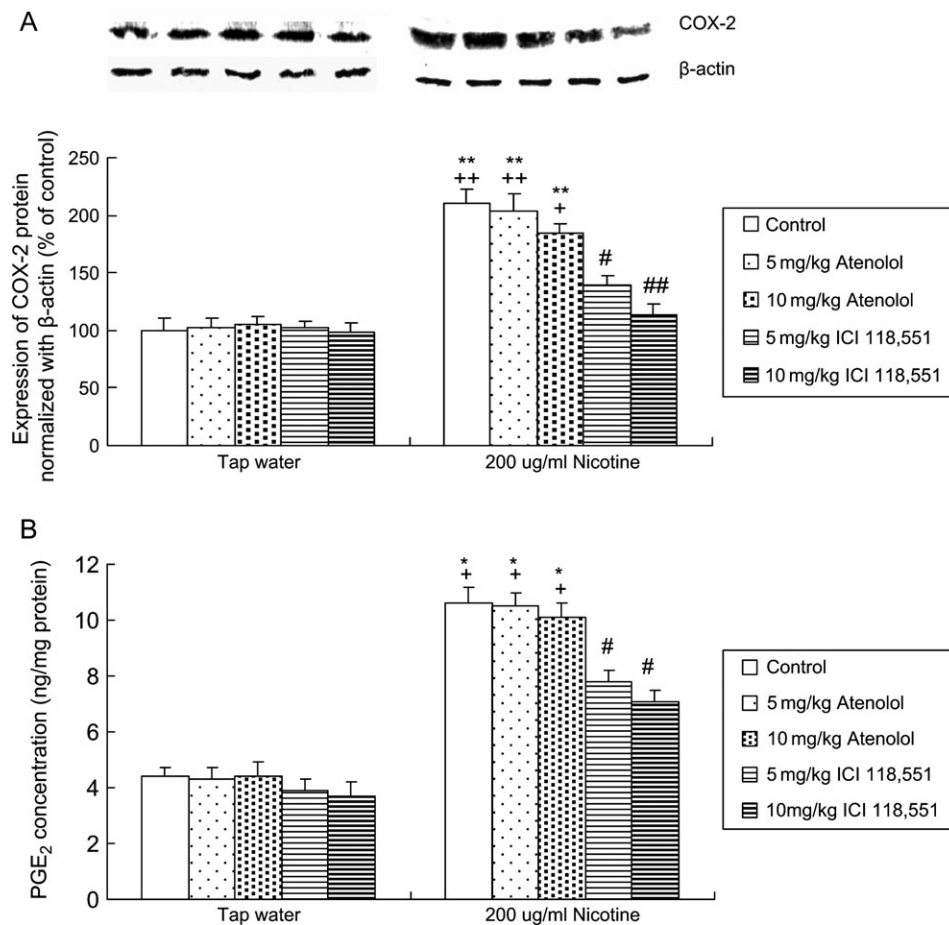 A
COX-2
β-actin
Expression of COX-2 protein
normalized with β-actin (% of control)
250
200
150
100
50
0
**
++
**
++
**
+
#
##
Tap water
200 ug/ml Nicotine
Control
5 mg/kg Atenolol
10 mg/kg Atenolol
5 mg/kg ICI 118,551
10 mg/kg ICI 118,551
B
PGE₂ concentration (ng/mg protein)
12
10
8
6
4
2
0
*
+
*
+
*
+
#
#
Tap water
200 ug/ml Nicotine
Control
5 mg/kg Atenolol
10 mg/kg Atenolol
5 mg/kg ICI 118,551
10mg/kg ICI 118,551